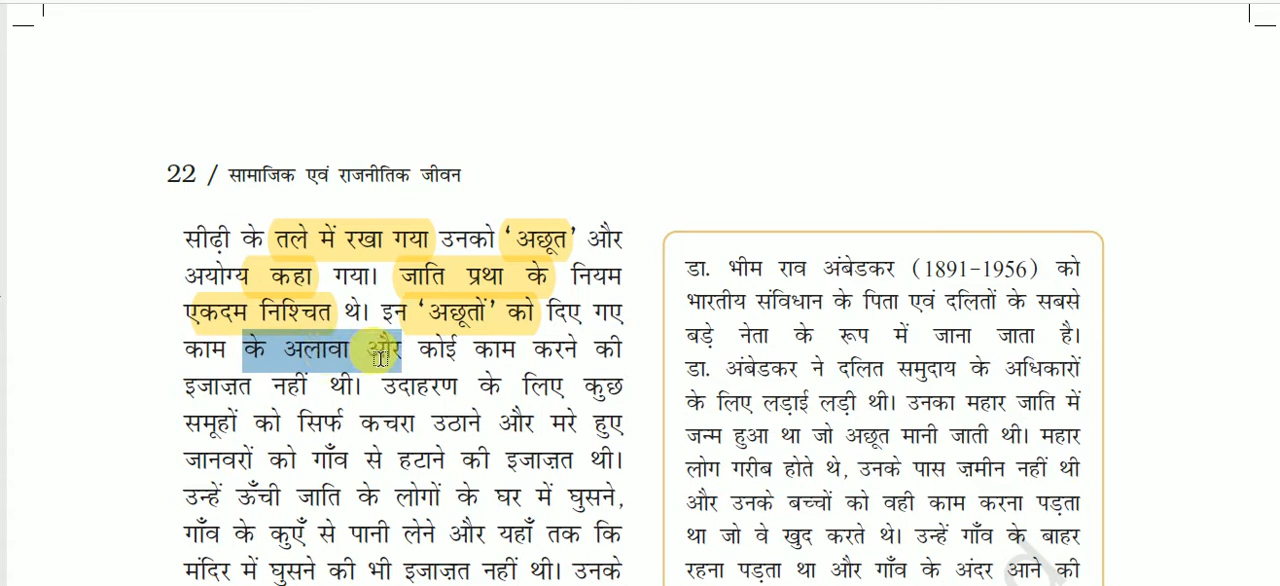 22 / सामाजिक एवं राजनीतिक जीवन
सीढ़ी के तले में रखा गया उनको ‘अछूत’ और
अयोग्य कहा गया। जाति प्रथा के नियम
एकदम निश्चित थे। इन ‘अछूतों’ को दिए गए
काम के अलावा और कोई काम करने की
इजाज़त नहीं थी। उदाहरण के लिए कुछ
समूहों को सिर्फ कचरा उठाने और मरे हुए
जानवरों को गाँव से हटाने की इजाज़त थी।
उन्हें ऊँची जाति के लोगों के घर में घुसने,
गाँव के कुएँ से पानी लेने और यहाँ तक कि
मंदिर में घुसने की भी इजाज़त नहीं थी। उनके
डा. भीम राव अंबेडकर (1891-1956) को
भारतीय संविधान के पिता एवं दलितों के सबसे
बड़े नेता के रूप में जाना जाता है।
डा. अंबेडकर ने दलित समुदाय के अधिकारों
के लिए लड़ाई लड़ी थी। उनका महार जाति में
जन्म हुआ था जो अछूत मानी जाती थी। महार
लोग गरीब होते थे, उनके पास ज़मीन नहीं थी
और उनके बच्चों को वही काम करना पड़ता
था जो वे खुद करते थे। उन्हें गाँव के बाहर
रहना पड़ता था और गाँव के अंदर आने की